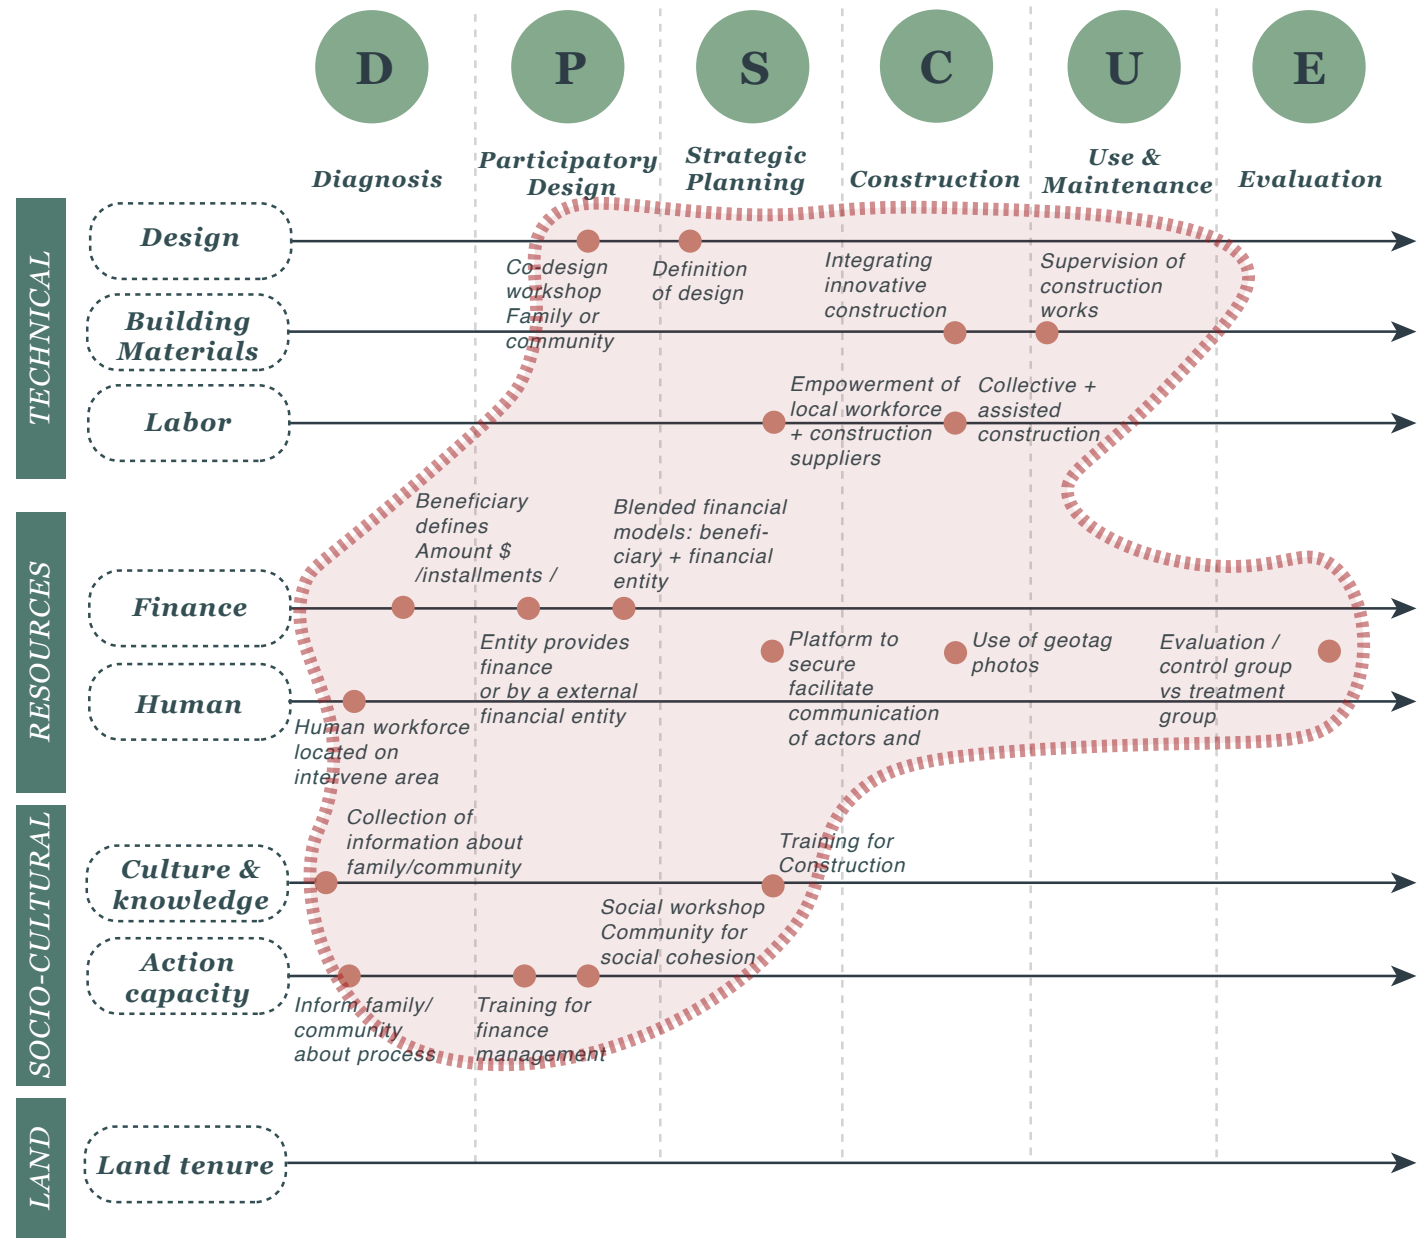 D P S C U E
Diagnosis
Participatory
Design
Strategic
Planning
Construction
Use &
Maintenance
Evaluation
TECHNICAL
Design
Co-design
workshop
Family or
community
Definition
of design
Integrating
innovative
construction
Supervision of
construction
works
Building
Materials
Labor
Empowerment of
local workforce
+ construction
suppliers
Collective +
assisted
construction
RESOURCES
Beneficiary
defines
Amount $
/installments /
Blended financial
models: benefi-
ciary + financial
entity
Finance
Entity provides
finance
or by a external
financial entity
Platform to
secure
facilitate
communication
of actors and
Use of geotag
photos
Evaluation /
control group
vs treatment
group
Human
Human workforce
located on
intervene area
SOCIO-CULTURAL
Collection of
information about
family/community
Training for
Construction
Culture &
knowledge
Social workshop
Community for
social cohesion
Action
capacity
Inform family/
community
about process
Training for
finance
management
LAND
Land tenure